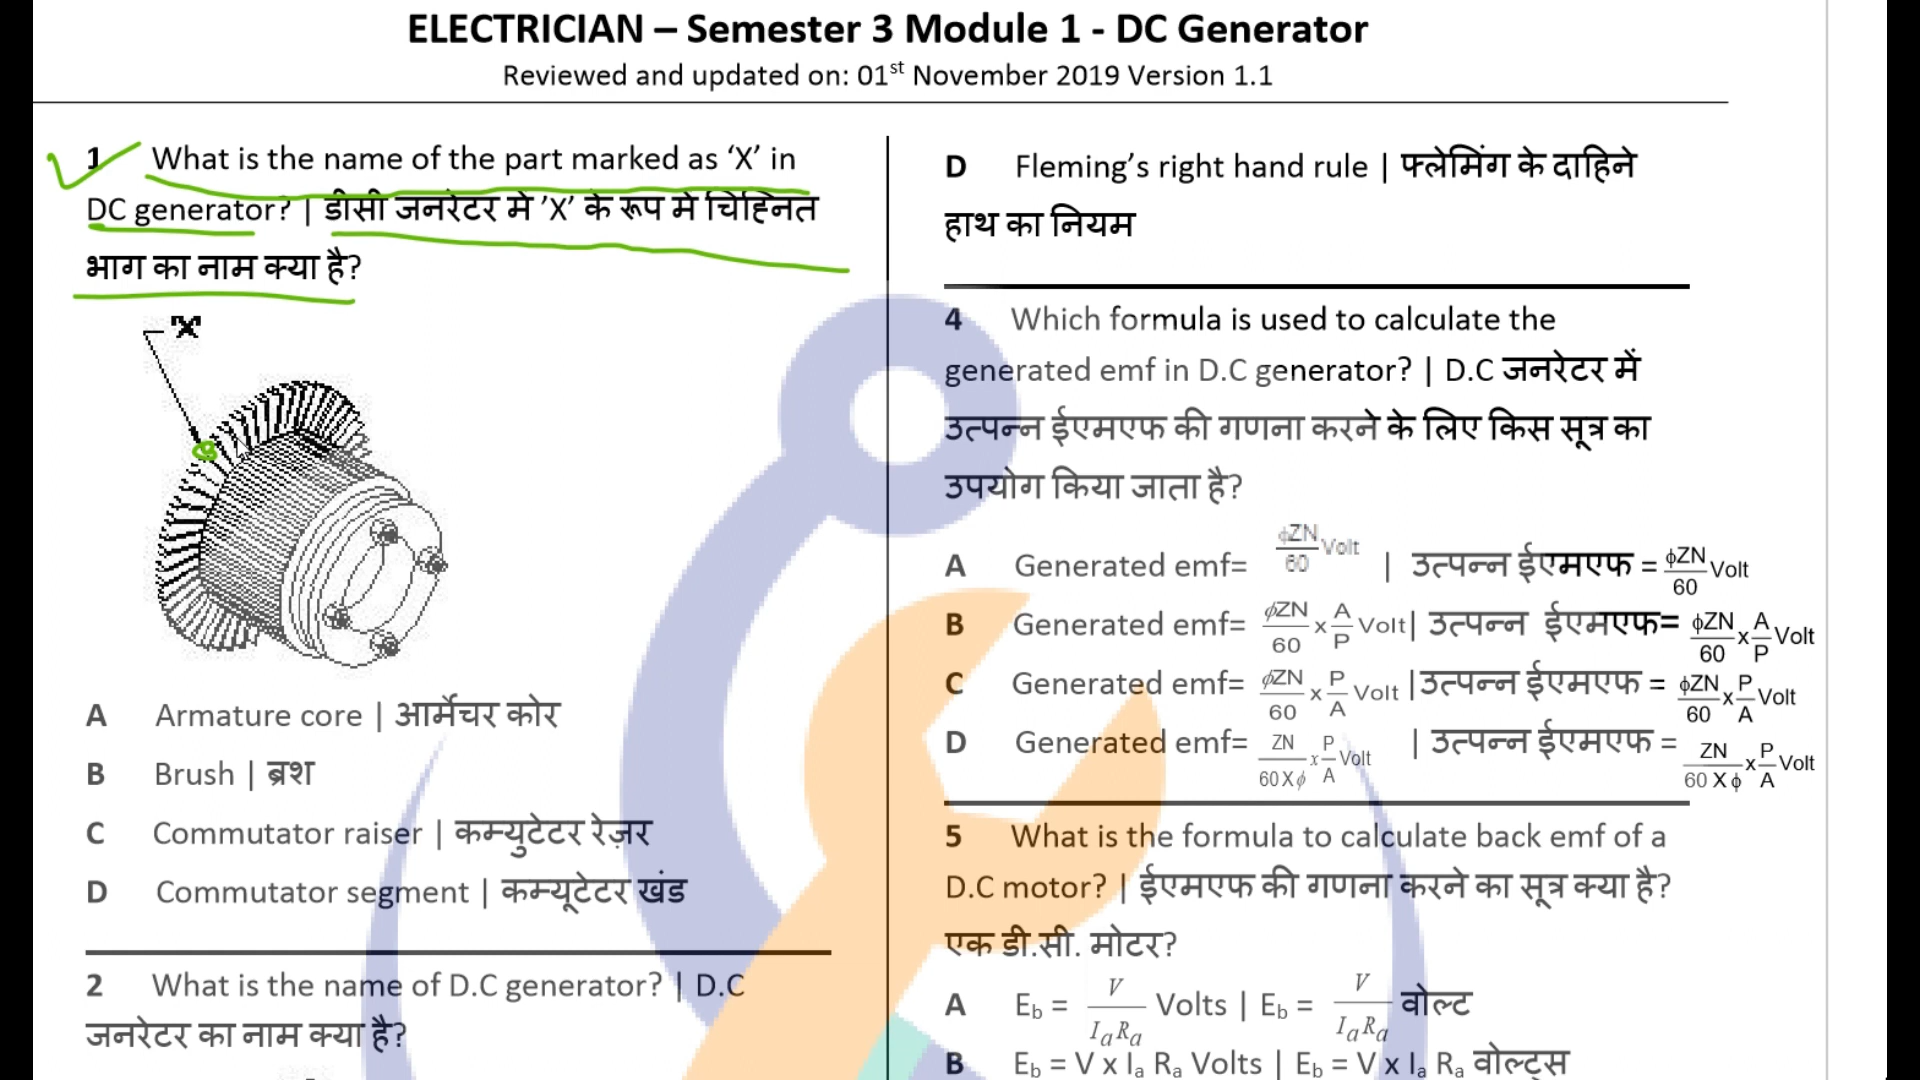 ELECTRICIAN – Semester 3 Module 1 - DC Generator
Reviewed and updated on: 01st November 2019 Version 1.1
1 What is the name of the part marked as ‘X’ in
DC generator? | डीसी जनरेटर में ’X’ के रूप में चिह्नित
भाग का नाम क्या है?
"X"
A Armature core | आर्मेचर कोर
B Brush | ब्रश
C Commutator raiser | कम्युटेटर रेज़र
D Commutator segment | कम्यूटेटर खंड
2 What is the name of D.C generator? | D.C
जनरेटर का नाम क्या है?
D Fleming’s right hand rule | फ्लेमिंग के दाहिने
हाथ का नियम
4 Which formula is used to calculate the
generated emf in D.C generator? | D.C जनरेटर में
उत्पन्न ईएमएफ की गणना करने के लिए किस सूत्र का
उपयोग किया जाता है?
A Generated emf= ϕZN/60 Volt | उत्पन्न ईएमएफ = ϕZN/60 Volt
B Generated emf= ϕZN/60 x A/P Volt | उत्पन्न ईएमएफ= ϕZN/60 x A/P Volt
C Generated emf= ϕZN/60 x P/A Volt | उत्पन्न ईएमएफ = ϕZN/60 x P/A Volt
D Generated emf= ZN/60 X ϕ x P/A Volt | उत्पन्न ईएमएफ = ZN/60 X ϕ x P/A Volt
5 What is the formula to calculate back emf of a
D.C motor? | ईएमएफ की गणना करने का सूत्र क्या है?
एक डी.सी. मोटर?
A Eb = V/IaRa Volts | Eb = V/IaRa वोल्ट
B Eb = V x Ia Ra Volts | Eb = V x Ia Ra वोल्ट्स